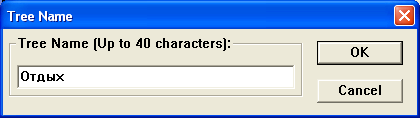 Tree Name
Tree Name (Up to 40 characters):
OK
Отдых
Cancel